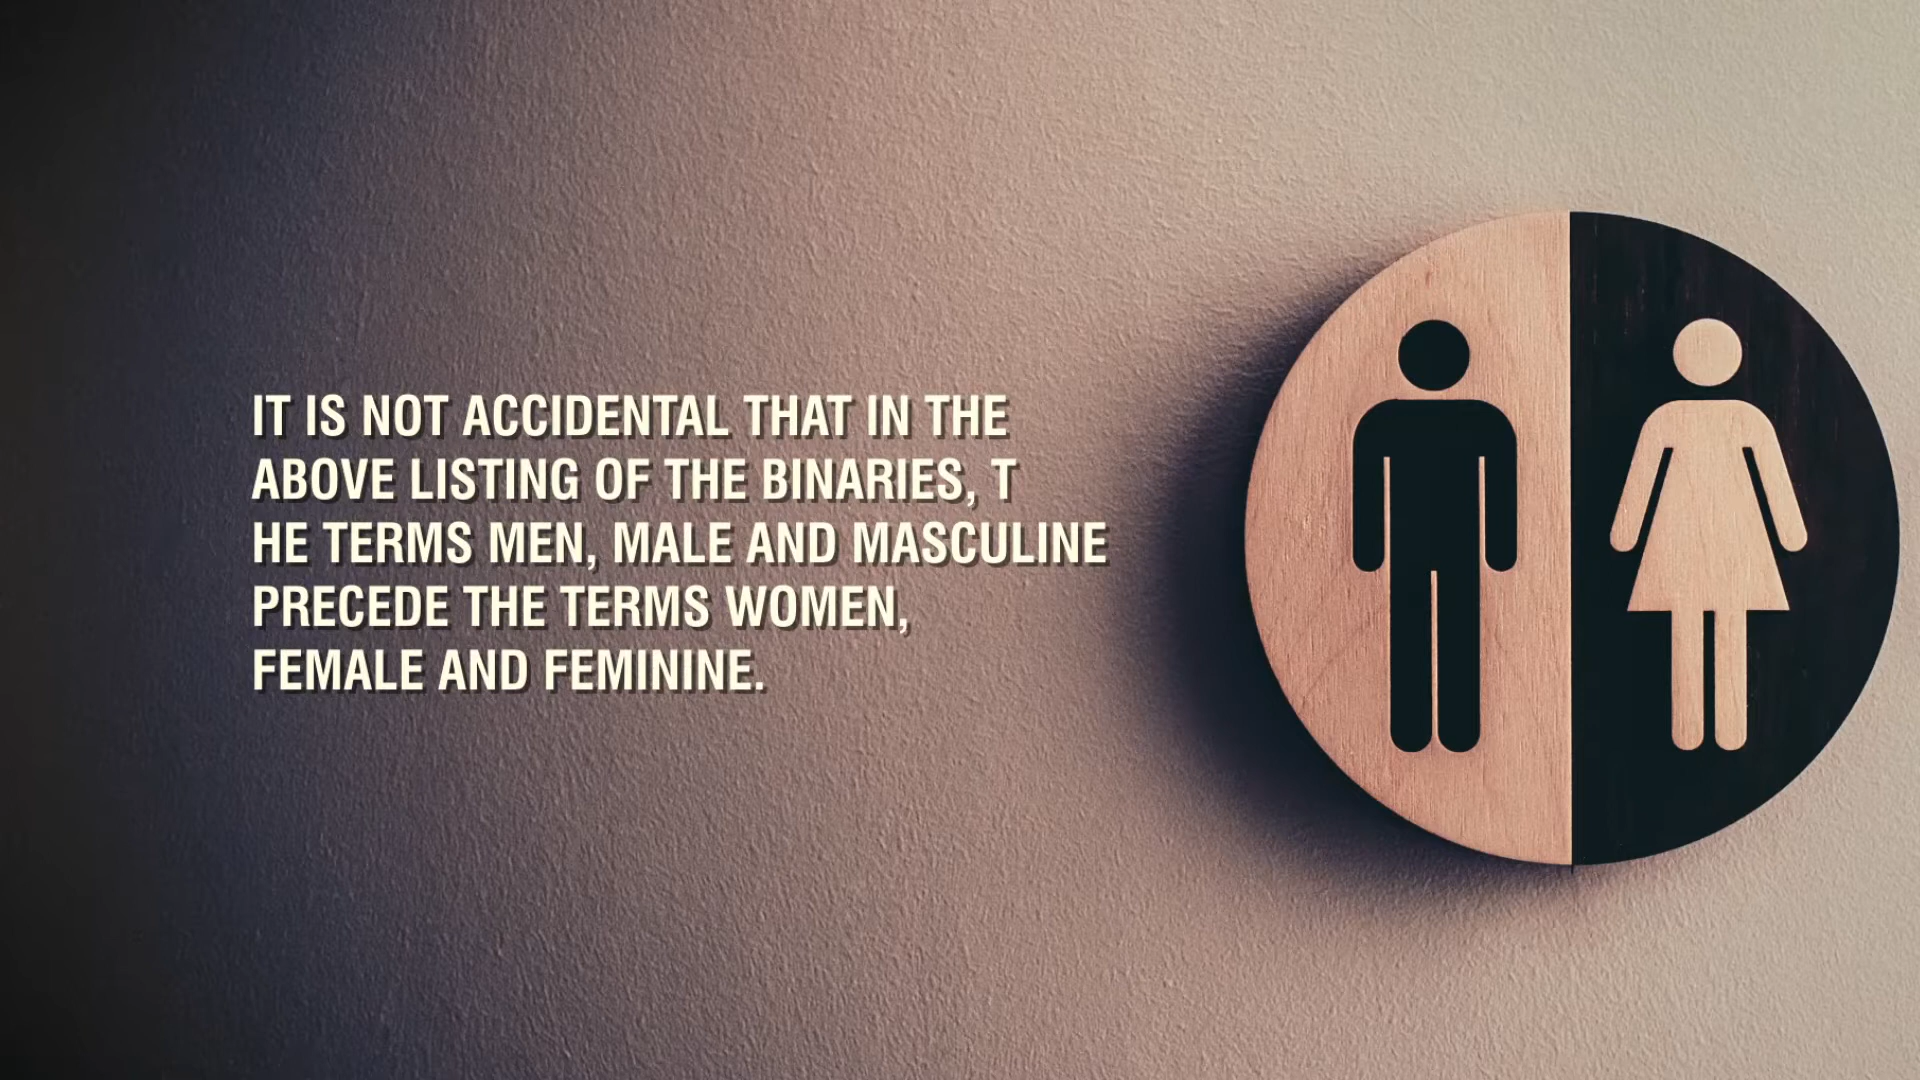 IT IS NOT ACCIDENTAL THAT IN THE
ABOVE LISTING OF THE BINARIES, T
HE TERMS MEN, MALE AND MASCULINE
PRECEDE THE TERMS WOMEN,
FEMALE AND FEMININE.